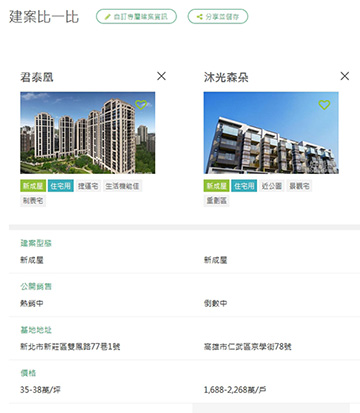 建案比一比 自訂專屬建案資訊 分享並儲存
君泰凰 沐光森朵
新成屋 住宅用 捷運宅 生活機能佳
制震宅
新成屋 住宅用 近公園 景觀宅
重劃區
建案型態
新成屋 新成屋
公開銷售
熱銷中 倒數中
基地地址
新北市新莊區雙鳳路77巷1號 高雄市仁武區京學街78號
價格
35-38萬/坪 1,688-2,268萬/戶